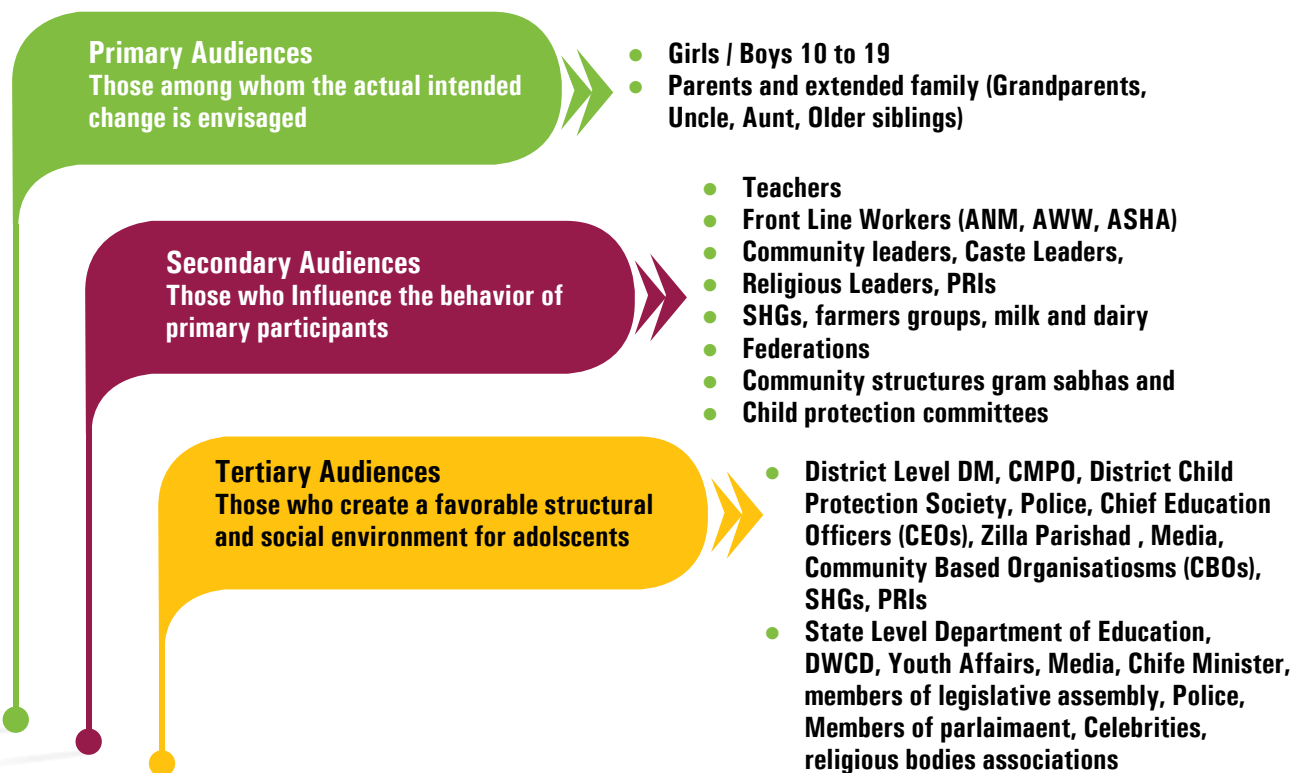 Primary Audiences
Those among whom the actual intended
change is envisaged
● Girls / Boys 10 to 19
● Parents and extended family (Grandparents,
Uncle, Aunt, Older siblings)
Secondary Audiences
Those who Influence the behavior of
primary participants
● Teachers
● Front Line Workers (ANM, AWW, ASHA)
● Community leaders, Caste Leaders,
● Religious Leaders, PRIs
● SHGs, farmers groups, milk and dairy
● Federations
● Community structures gram sabhas and
● Child protection committees
Tertiary Audiences
Those who create a favorable structural
and social environment for adolscents
● District Level DM, CMPO, District Child
Protection Society, Police, Chief Education
Officers (CEOs), Zilla Parishad , Media,
Community Based Organisatiosms (CBOs),
SHGs, PRIs
● State Level Department of Education,
DWCD, Youth Affairs, Media, Chife Minister,
members of legislative assembly, Police,
Members of parlaimaent, Celebrities,
religious bodies associations